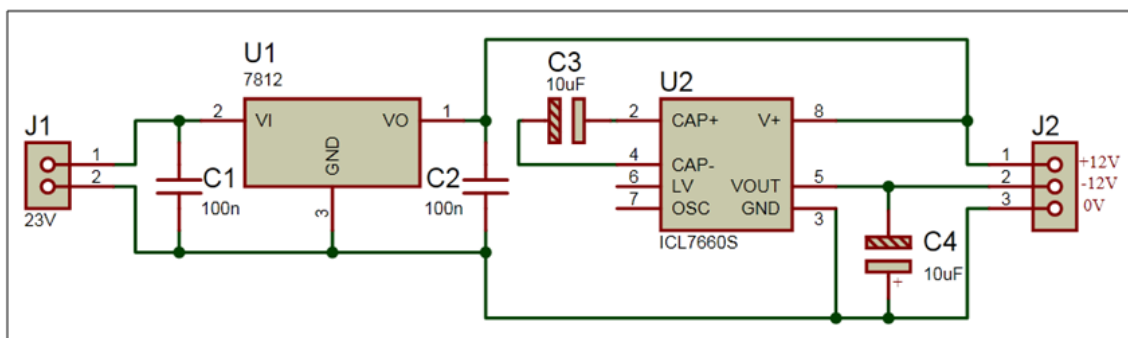 J1
1
2
23V
C1
100n
U1
7812
2
VI
VO
1
GND
3
C2
100n
C3
10uF
U2
2
CAP+
V+
8
4
CAP-
6
LV
VOUT
5
7
OSC
GND
3
ICL7660S
C4
10uF
+
J2
1
+12V
2
-12V
3
0V